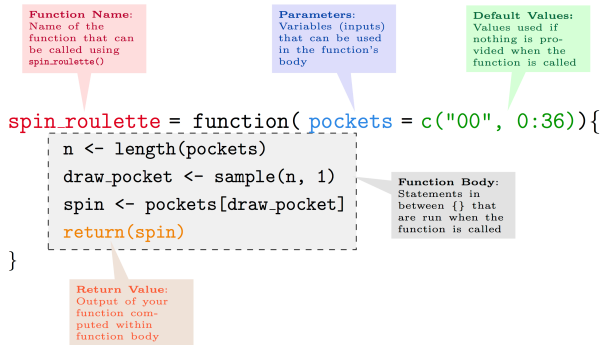 Function Name:
Name of the
function that can
be called using
spin_roulette()
Parameters:
Variables (inputs)
that can be used
in the function's
body
Default Values:
Values used if
nothing is pro-
vided when the
function is called
spin_roulette = function( pockets = c("00", 0:36)){
n <- length(pockets)
draw_pocket <- sample(n, 1)
spin <- pockets[draw_pocket]
return(spin)
}
Function Body:
Statements in
between {} that
are run when the
function is called
Return Value:
Output of your
function com-
puted within
function body